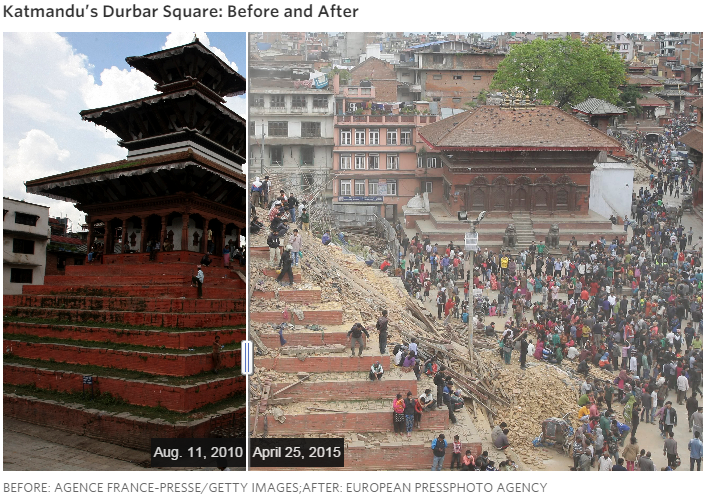 Katmandu's Durbar Square: Before and After
Aug. 11, 2010
April 25, 2015
BEFORE: AGENCE FRANCE-PRESSE/GETTY IMAGES;AFTER: EUROPEAN PRESSPHOTO AGENCY